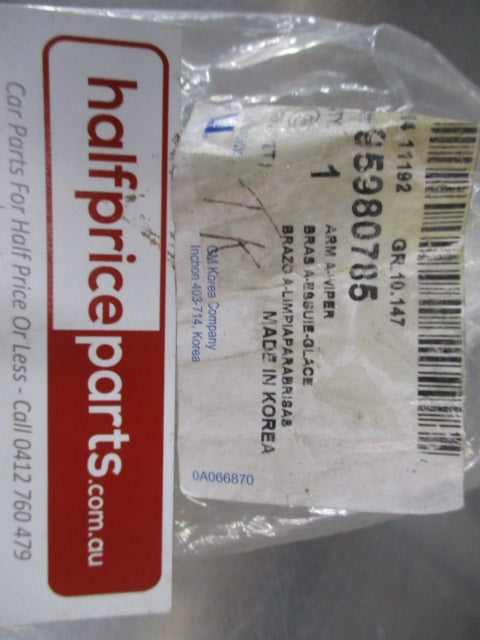 halfpriceparts.com.au
Car Parts For Half Price Or Less - Call 0412 760 479
11192
GR.10.147
95980785
1
ARM A-WIPER
BRAS A-ESSUIE-GLACE
BRAZO A-LIMPIAPARABRISAS
MADE IN KOREA
GM Korea Company
Inchon 403-714, Korea
0A066870